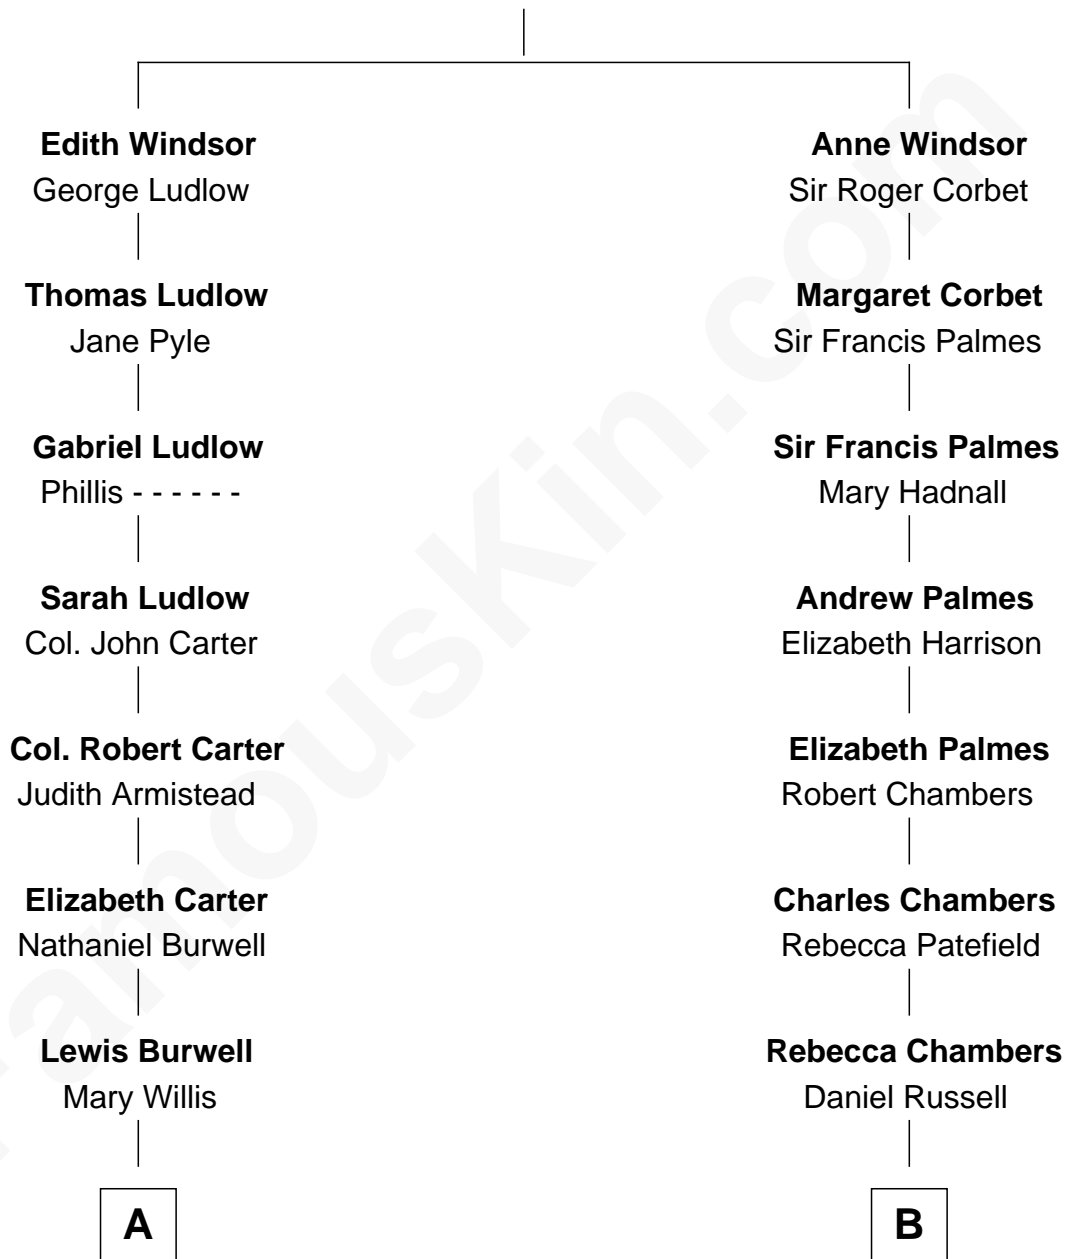 Edith Windsor
George Ludlow
Thomas Ludlow
Jane Pyle
Gabriel Ludlow
Phillis - - - - - -
Sarah Ludlow
Col. John Carter
Col. Robert Carter
Judith Armistead
Elizabeth Carter
Nathaniel Burwell
Lewis Burwell
Mary Willis
A
Anne Windsor
Sir Roger Corbet
Margaret Corbet
Sir Francis Palmes
Sir Francis Palmes
Mary Hadnall
Andrew Palmes
Elizabeth Harrison
Elizabeth Palmes
Robert Chambers
Charles Chambers
Rebecca Patefield
Rebecca Chambers
Daniel Russell
B
FamousKin.com